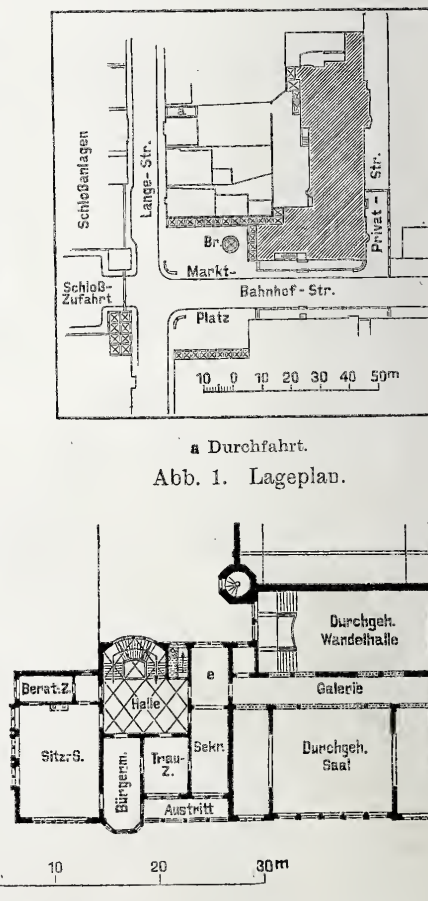 Schloßanlagen
Lange-Str.
a
Privat-Str.
Br.
Markt-
Bahnhof-Str.
Schloß-
Zufahrt
Platz
10 0 10 20 30 40 50m
a Durchfahrt.
Abb. 1. Lageplan.
Durchgeh.
Wandelhalle
Berat.Z.
Halle
e
Galerie
Sitz.S.
Bürgerm.
Trau-
Z.
Sekr.
Durchgeh.
Saal
Austritt
10 20 30m